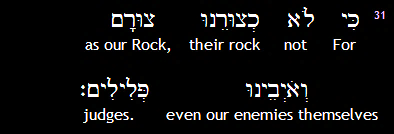 31 כִּי לֹא כְצוּרֵנוּ צוּרָם
as our Rock, their rock not For
וְאֹיְבֵינוּ פְּלִילִים׃
judges. even our enemies themselves